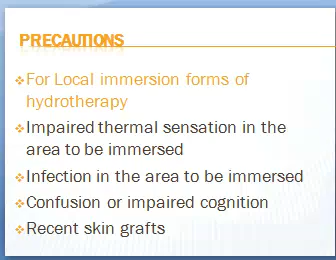 PRECAUTIONS
For Local immersion forms of
hydrotherapy
Impaired thermal sensation in the
area to be immersed
Infection in the area to be immersed
Confusion or impaired cognition
Recent skin grafts